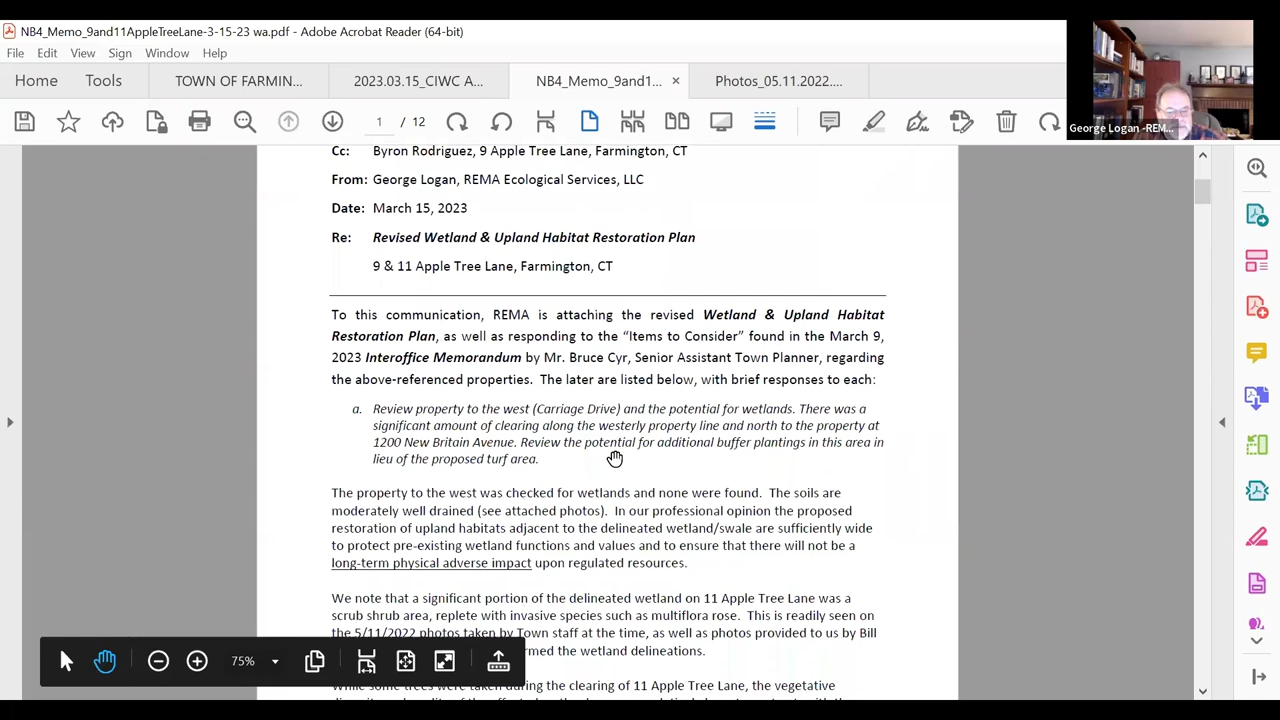 NB4_Memo_9and11AppleTreeLane-3-15-23 wa.pdf - Adobe Acrobat Reader (64-bit)
File Edit View Sign Window Help
Home Tools TOWN OF FARMIN... 2023.03.15_CIWC A... NB4_Memo_9and1... × Photos_05.11.2022....
1 / 12
George Logan -REM...
Cc: Byron Rodriguez, 9 Apple Tree Lane, Farmington, CT
From: George Logan, REMA Ecological Services, LLC
Date: March 15, 2023
Re: Revised Wetland & Upland Habitat Restoration Plan
9 & 11 Apple Tree Lane, Farmington, CT
To this communication, REMA is attaching the revised Wetland & Upland Habitat
Restoration Plan, as well as responding to the “Items to Consider” found in the March 9,
2023 Interoffice Memorandum by Mr. Bruce Cyr, Senior Assistant Town Planner, regarding
the above-referenced properties. The later are listed below, with brief responses to each:
a. Review property to the west (Carriage Drive) and the potential for wetlands. There was a
significant amount of clearing along the westerly property line and north to the property at
1200 New Britain Avenue. Review the potential for additional buffer plantings in this area in
lieu of the proposed turf area.
The property to the west was checked for wetlands and none were found. The soils are
moderately well drained (see attached photos). In our professional opinion the proposed
restoration of upland habitats adjacent to the delineated wetland/swale are sufficiently wide
to protect pre-existing wetland functions and values and to ensure that there will not be a
long-term physical adverse impact upon regulated resources.
We note that a significant portion of the delineated wetland on 11 Apple Tree Lane was a
scrub shrub area, replete with invasive species such as multiflora rose. This is readily seen on
the 5/11/2022 photos taken by Town staff at the time, as well as photos provided to us by Bill
the wetland delineations.
75%
during the clearing of 11 Apple Tree Lane, the vegetative